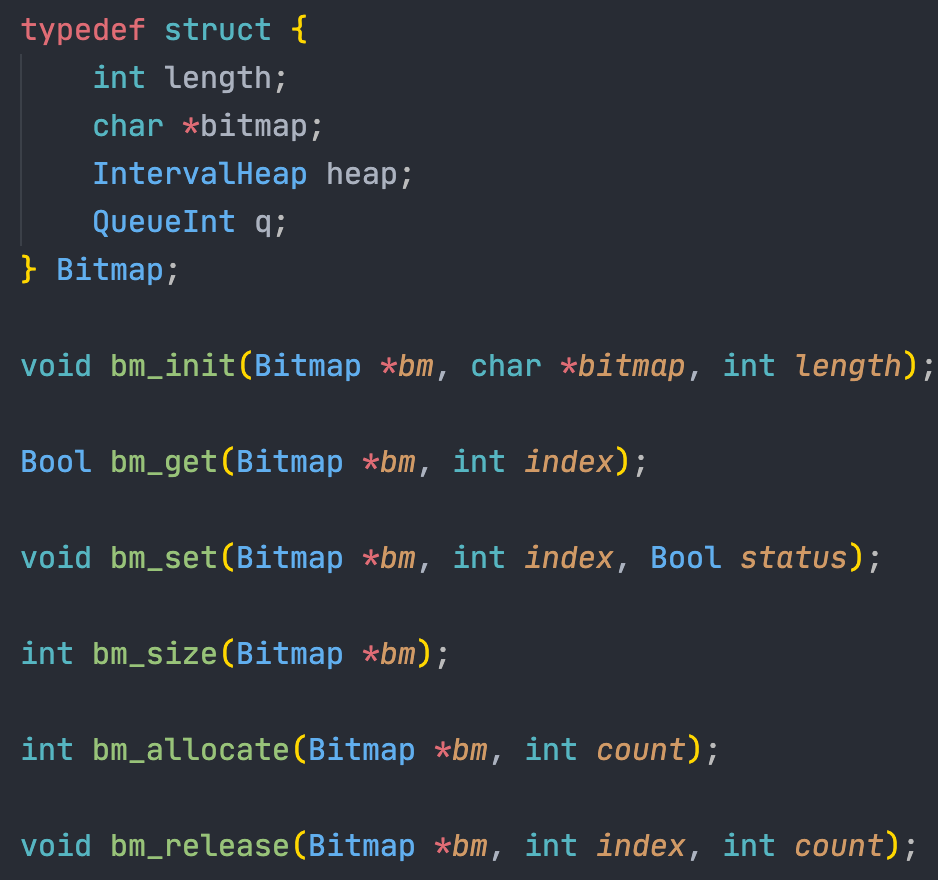 typedef struct {
    int length;
    char *bitmap;
    IntervalHeap heap;
    QueueInt q;
} Bitmap;
void bm_init(Bitmap *bm, char *bitmap, int length);
Bool bm_get(Bitmap *bm, int index);
void bm_set(Bitmap *bm, int index, Bool status);
int bm_size(Bitmap *bm);
int bm_allocate(Bitmap *bm, int count);
void bm_release(Bitmap *bm, int index, int count);